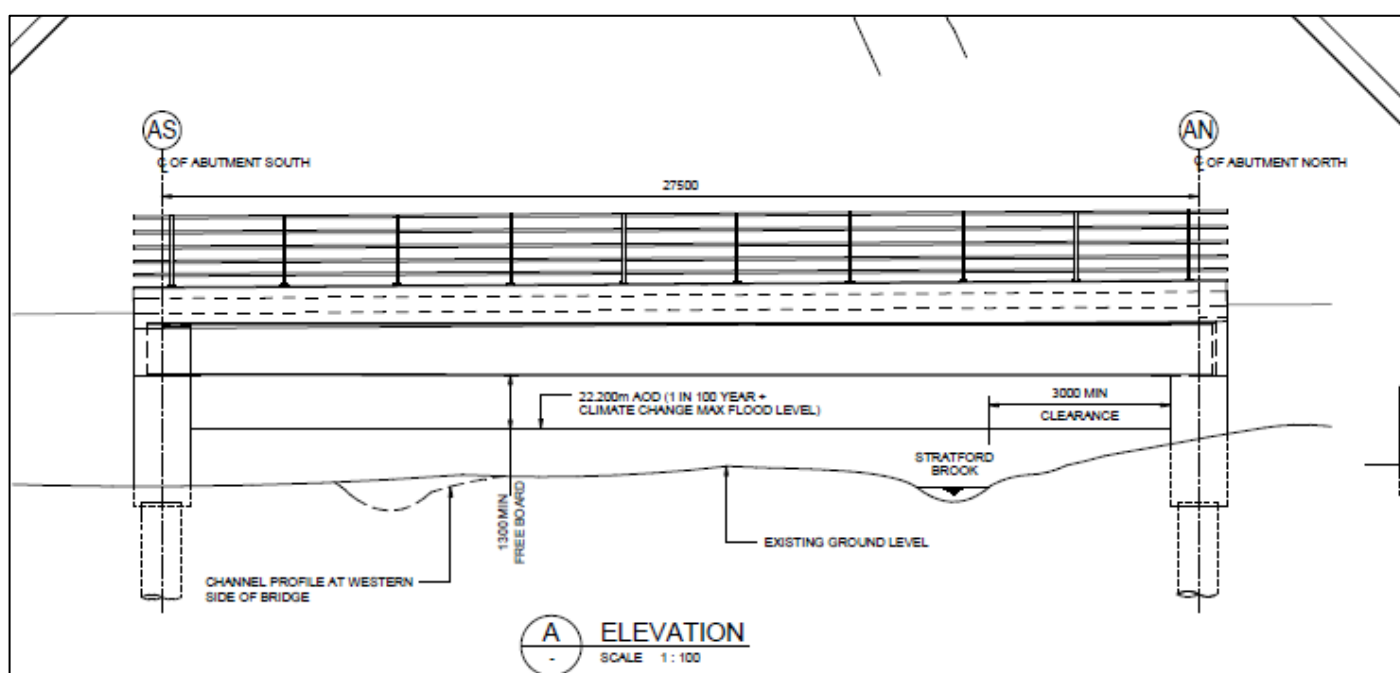 AS
AN
℄ OF ABUTMENT SOUTH
℄ OF ABUTMENT NORTH
27500
22.200m AOD (1 IN 100 YEAR +
CLIMATE CHANGE MAX FLOOD LEVEL)
3000 MIN
CLEARANCE
STRATFORD
BROOK
1300 MIN
FREE BOARD
EXISTING GROUND LEVEL
CHANNEL PROFILE AT WESTERN
SIDE OF BRIDGE
A
-
ELEVATION
SCALE 1 : 100